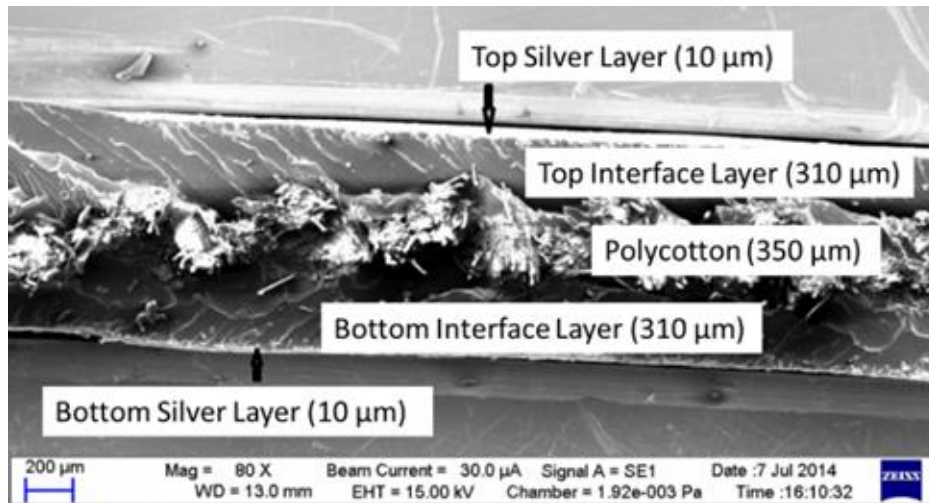 Top Silver Layer (10 µm)
Top Interface Layer (310 µm)
Polycotton (350 µm)
Bottom Interface Layer (310 µm)
Bottom Silver Layer (10 µm)
200 µm
Mag = 80 X
Beam Current = 30.0 µA
Signal A = SE1
Date :7 Jul 2014
WD = 13.0 mm
EHT = 15.00 kV
Chamber = 1.92e-003 Pa
Time :16:10:32
ZEISS